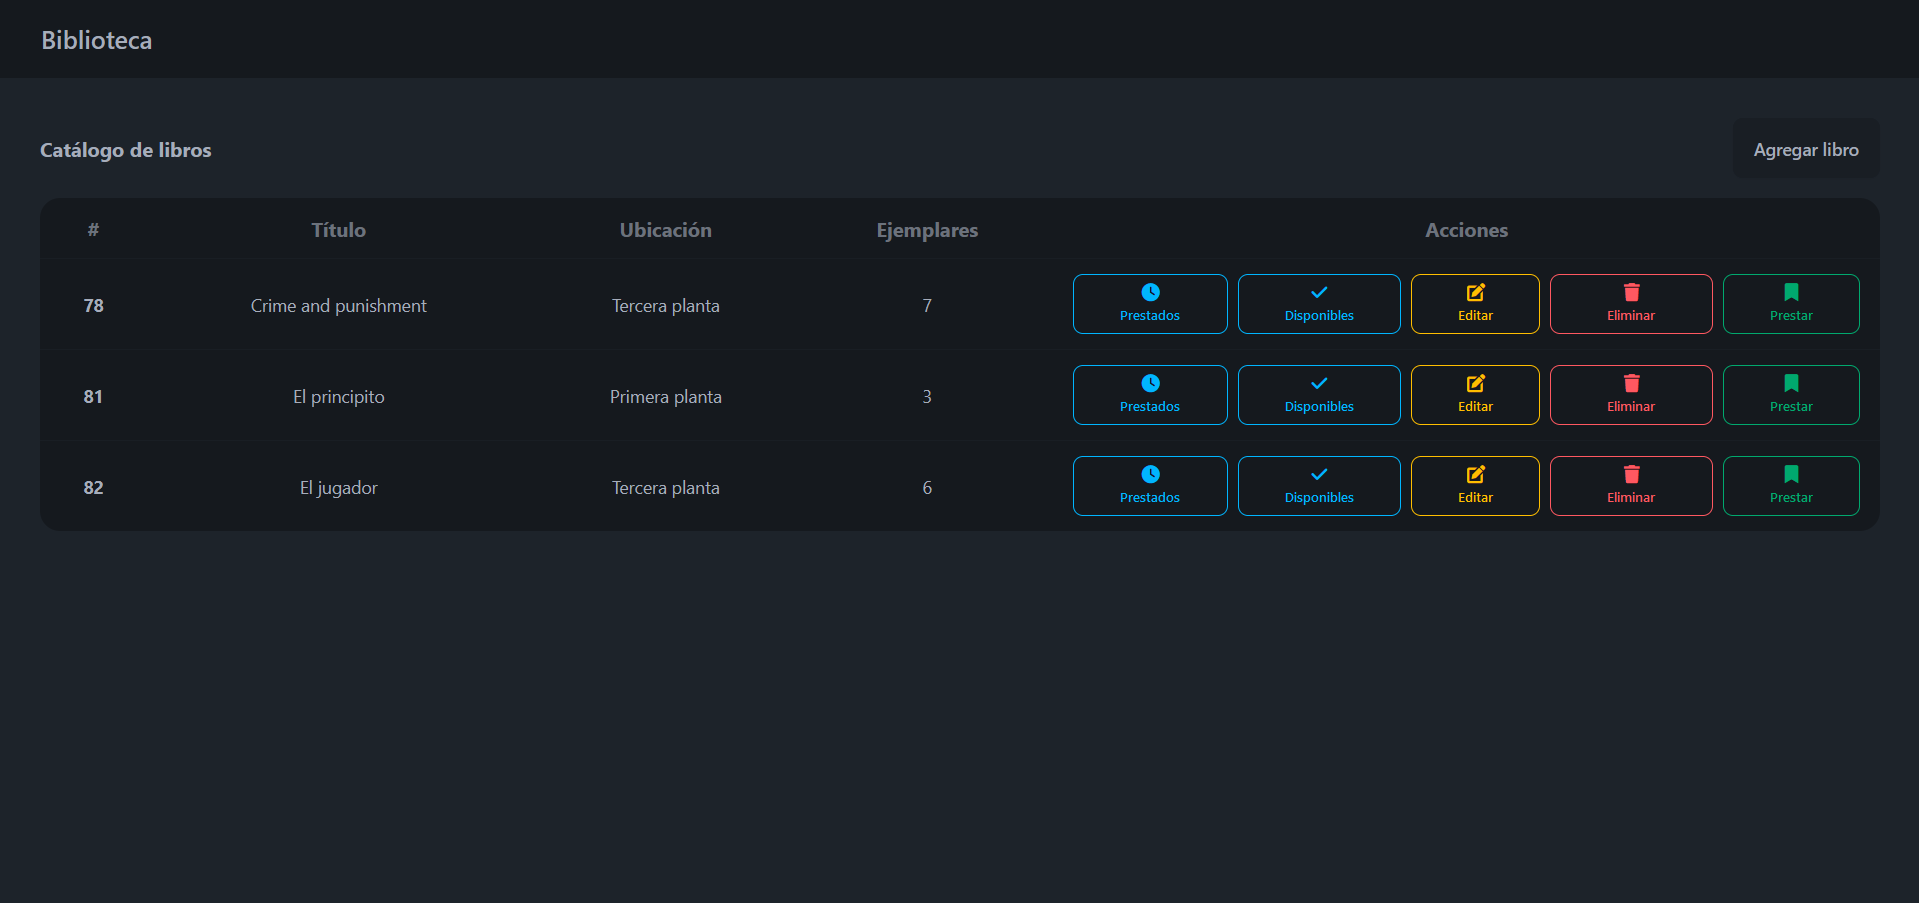 Biblioteca
Catálogo de libros
Agregar libro
# Título Ubicación Ejemplares Acciones
78 Crime and punishment Tercera planta 7 Prestados Disponibles Editar Eliminar Prestar
81 El principito Primera planta 3 Prestados Disponibles Editar Eliminar Prestar
82 El jugador Tercera planta 6 Prestados Disponibles Editar Eliminar Prestar